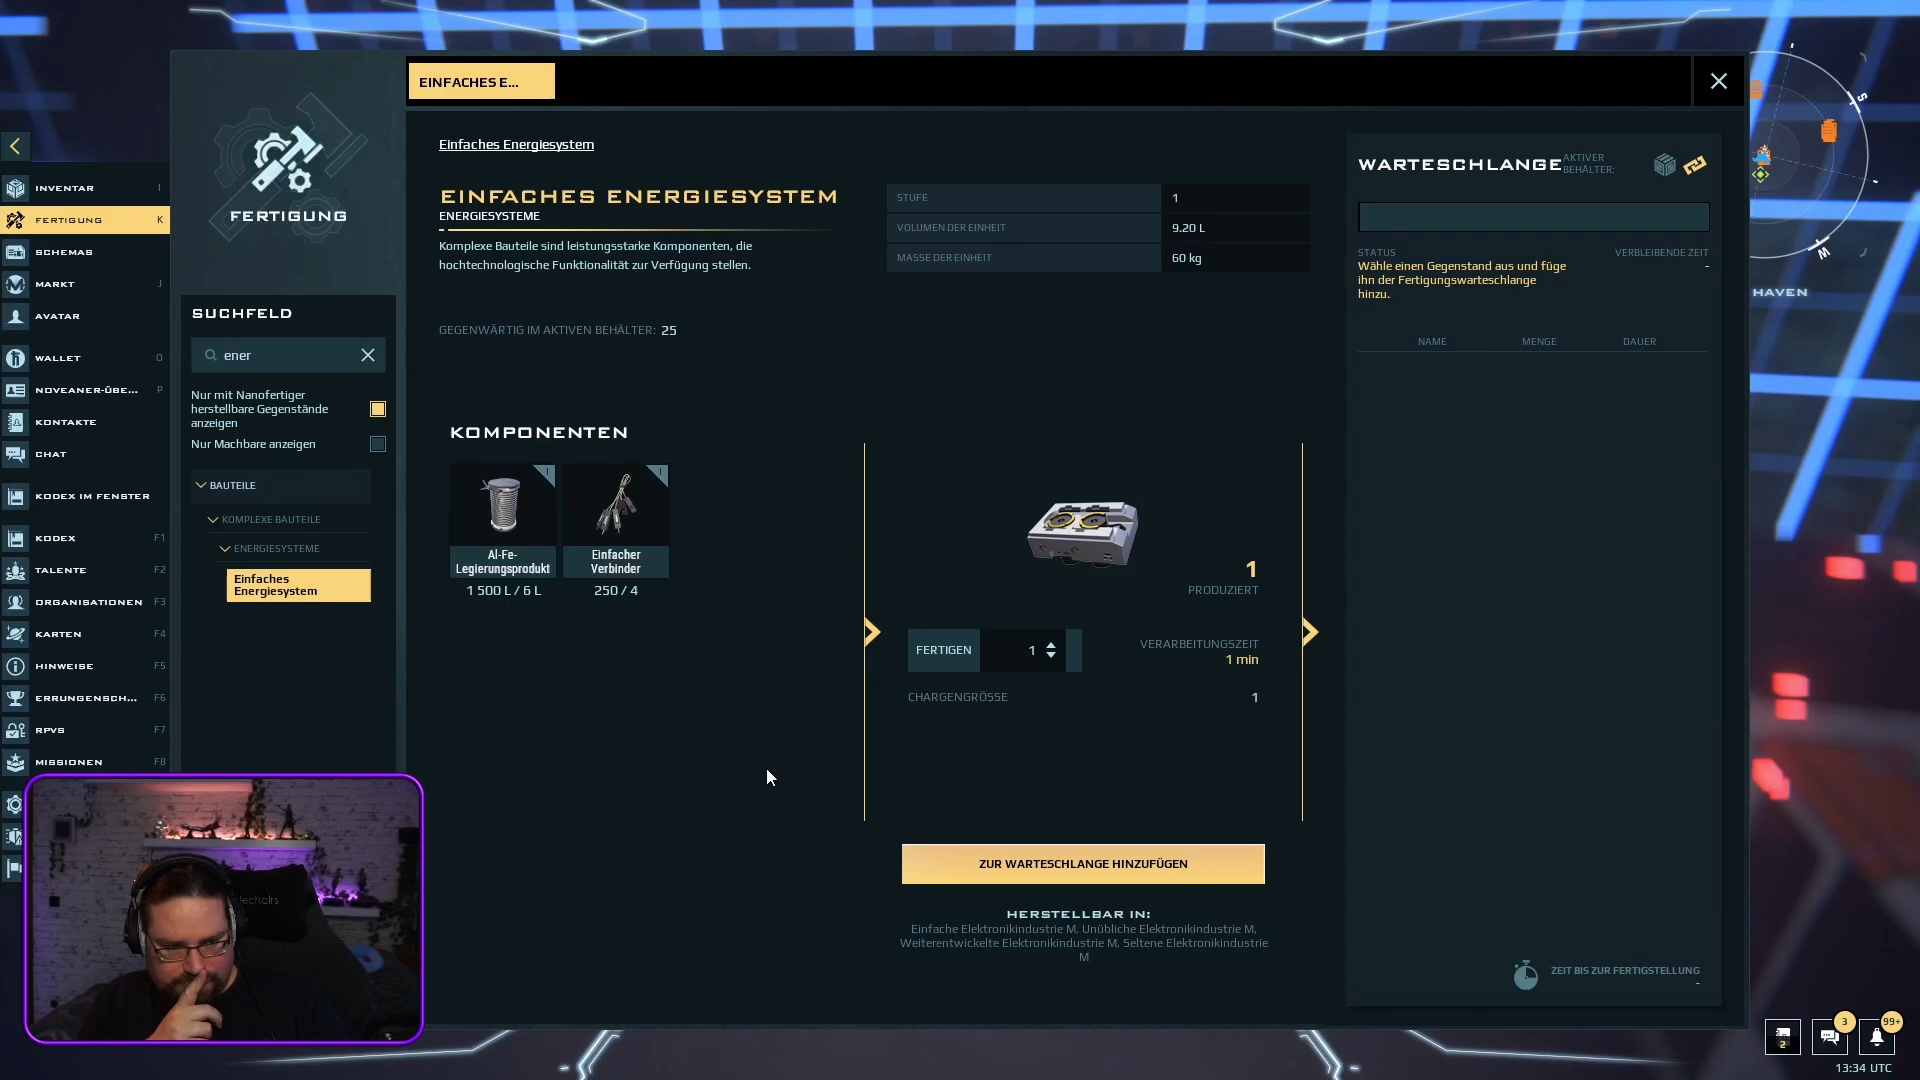 EINFACHES E...
INVENTAR I
FERTIGUNG K
SCHEMAS
MARKT J
AVATAR
WALLET O
NOVEANER-ÜBE... P
KONTAKTE
CHAT
KODEX IM FENSTER
KODEX F1
TALENTE F2
ORGANISATIONEN F3
KARTEN F4
HINWEISE F5
ERRUNGENSCH... F6
RPVS F7
MISSIONEN F8
FERTIGUNG
SUCHFELD
ener
Nur mit Nanofertiger
herstellbare Gegenstände
anzeigen
Nur Machbare anzeigen
BAUTEILE
KOMPLEXE BAUTEILE
ENERGIESYSTEME
Einfaches
Energiesystem
Einfaches Energiesystem
EINFACHES ENERGIESYSTEM
ENERGIESYSTEME
Komplexe Bauteile sind leistungsstarke Komponenten, die
hochtechnologische Funktionalität zur Verfügung stellen.
STUFE 1
VOLUMEN DER EINHEIT 9.20 L
MASSE DER EINHEIT 60 kg
GEGENWÄRTIG IM AKTIVEN BEHÄLTER: 25
KOMPONENTEN
I
I
Al-Fe-
Legierungsprodukt
1 500 L / 6 L
Einfacher
Verbinder
250 / 4
1
PRODUZIERT
FERTIGEN 1
VERARBEITUNGSZEIT
1 min
CHARGENGRÖSSE 1
ZUR WARTESCHLANGE HINZUFÜGEN
HERSTELLBAR IN:
Einfache Elektronikindustrie M, Unübliche Elektronikindustrie M,
Weiterentwickelte Elektronikindustrie M, Seltene Elektronikindustrie
M
WARTESCHLANGE
AKTIVER
BEHÄLTER:
STATUS
Wähle einen Gegenstand aus und füge
ihn der Fertigungswarteschlange
hinzu.
VERBLEIBENDE ZEIT
-
NAME MENGE DAUER
ZEIT BIS ZUR FERTIGSTELLUNG
-
S
W
HAVEN
2
3
99+
13:34 UTC